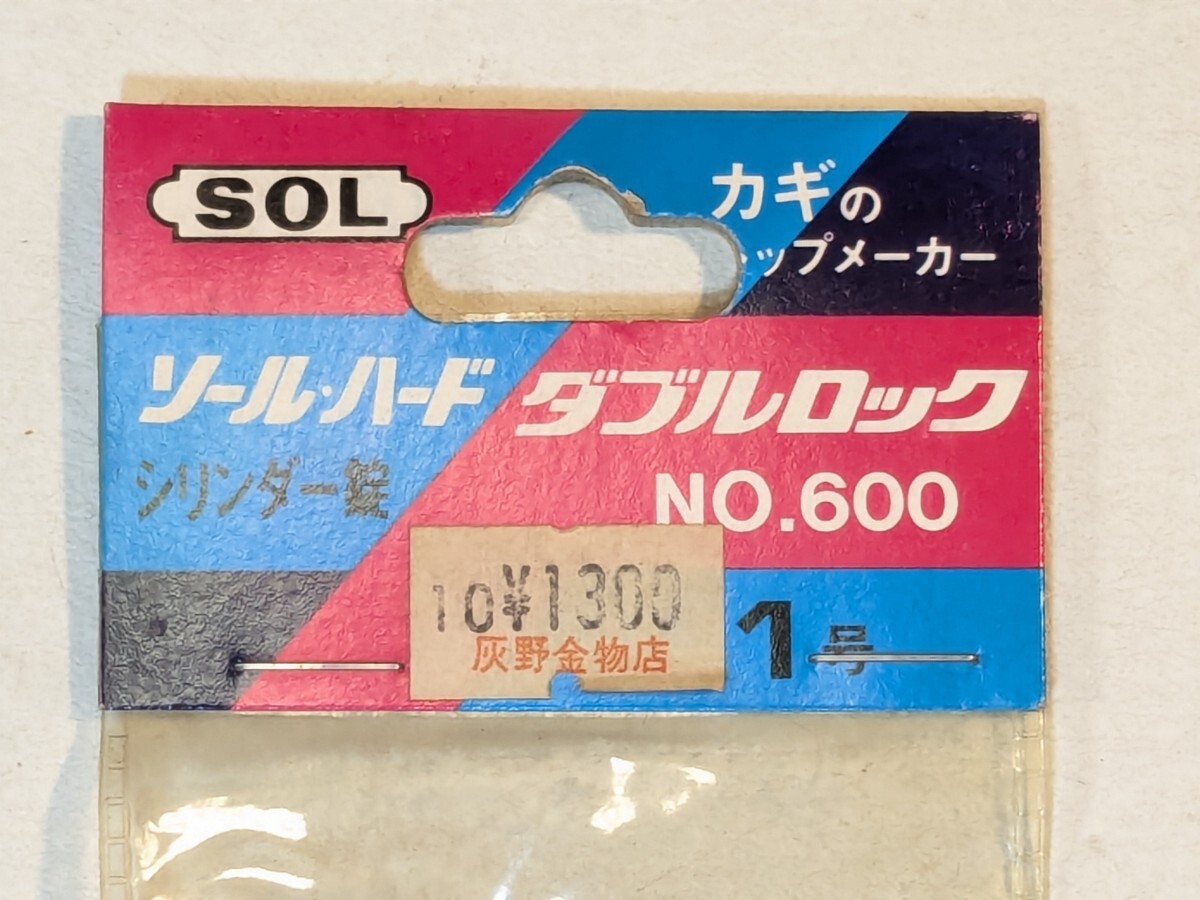 SOL
カギの
ップメーカー
ソール・ハード ダブルロック
シリンダー錠
NO.600
10¥1300
灰野金物店
1号